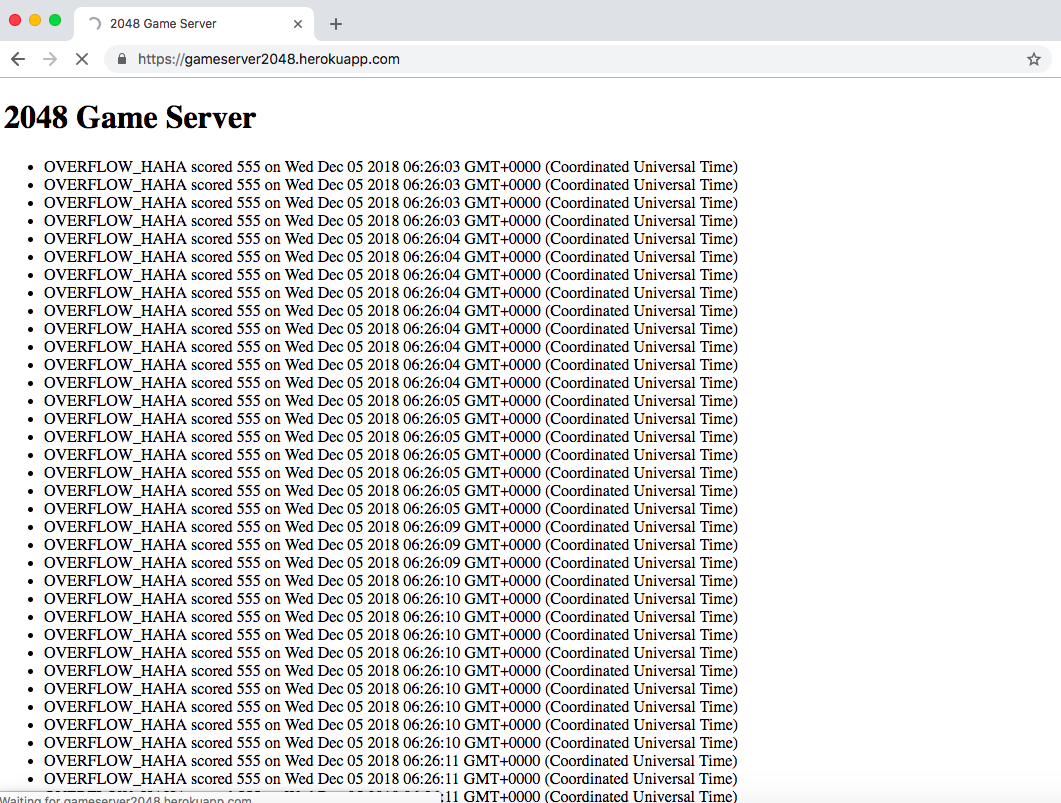 2048 Game Server
https://gameserver2048.herokuapp.com
2048 Game Server
OVERFLOW_HAHA scored 555 on Wed Dec 05 2018 06:26:03 GMT+0000 (Coordinated Universal Time)
OVERFLOW_HAHA scored 555 on Wed Dec 05 2018 06:26:03 GMT+0000 (Coordinated Universal Time)
OVERFLOW_HAHA scored 555 on Wed Dec 05 2018 06:26:03 GMT+0000 (Coordinated Universal Time)
OVERFLOW_HAHA scored 555 on Wed Dec 05 2018 06:26:03 GMT+0000 (Coordinated Universal Time)
OVERFLOW_HAHA scored 555 on Wed Dec 05 2018 06:26:04 GMT+0000 (Coordinated Universal Time)
OVERFLOW_HAHA scored 555 on Wed Dec 05 2018 06:26:04 GMT+0000 (Coordinated Universal Time)
OVERFLOW_HAHA scored 555 on Wed Dec 05 2018 06:26:04 GMT+0000 (Coordinated Universal Time)
OVERFLOW_HAHA scored 555 on Wed Dec 05 2018 06:26:04 GMT+0000 (Coordinated Universal Time)
OVERFLOW_HAHA scored 555 on Wed Dec 05 2018 06:26:04 GMT+0000 (Coordinated Universal Time)
OVERFLOW_HAHA scored 555 on Wed Dec 05 2018 06:26:04 GMT+0000 (Coordinated Universal Time)
OVERFLOW_HAHA scored 555 on Wed Dec 05 2018 06:26:04 GMT+0000 (Coordinated Universal Time)
OVERFLOW_HAHA scored 555 on Wed Dec 05 2018 06:26:04 GMT+0000 (Coordinated Universal Time)
OVERFLOW_HAHA scored 555 on Wed Dec 05 2018 06:26:04 GMT+0000 (Coordinated Universal Time)
OVERFLOW_HAHA scored 555 on Wed Dec 05 2018 06:26:05 GMT+0000 (Coordinated Universal Time)
OVERFLOW_HAHA scored 555 on Wed Dec 05 2018 06:26:05 GMT+0000 (Coordinated Universal Time)
OVERFLOW_HAHA scored 555 on Wed Dec 05 2018 06:26:05 GMT+0000 (Coordinated Universal Time)
OVERFLOW_HAHA scored 555 on Wed Dec 05 2018 06:26:05 GMT+0000 (Coordinated Universal Time)
OVERFLOW_HAHA scored 555 on Wed Dec 05 2018 06:26:05 GMT+0000 (Coordinated Universal Time)
OVERFLOW_HAHA scored 555 on Wed Dec 05 2018 06:26:05 GMT+0000 (Coordinated Universal Time)
OVERFLOW_HAHA scored 555 on Wed Dec 05 2018 06:26:05 GMT+0000 (Coordinated Universal Time)
OVERFLOW_HAHA scored 555 on Wed Dec 05 2018 06:26:09 GMT+0000 (Coordinated Universal Time)
OVERFLOW_HAHA scored 555 on Wed Dec 05 2018 06:26:09 GMT+0000 (Coordinated Universal Time)
OVERFLOW_HAHA scored 555 on Wed Dec 05 2018 06:26:09 GMT+0000 (Coordinated Universal Time)
OVERFLOW_HAHA scored 555 on Wed Dec 05 2018 06:26:10 GMT+0000 (Coordinated Universal Time)
OVERFLOW_HAHA scored 555 on Wed Dec 05 2018 06:26:10 GMT+0000 (Coordinated Universal Time)
OVERFLOW_HAHA scored 555 on Wed Dec 05 2018 06:26:10 GMT+0000 (Coordinated Universal Time)
OVERFLOW_HAHA scored 555 on Wed Dec 05 2018 06:26:10 GMT+0000 (Coordinated Universal Time)
OVERFLOW_HAHA scored 555 on Wed Dec 05 2018 06:26:10 GMT+0000 (Coordinated Universal Time)
OVERFLOW_HAHA scored 555 on Wed Dec 05 2018 06:26:10 GMT+0000 (Coordinated Universal Time)
OVERFLOW_HAHA scored 555 on Wed Dec 05 2018 06:26:10 GMT+0000 (Coordinated Universal Time)
OVERFLOW_HAHA scored 555 on Wed Dec 05 2018 06:26:10 GMT+0000 (Coordinated Universal Time)
OVERFLOW_HAHA scored 555 on Wed Dec 05 2018 06:26:10 GMT+0000 (Coordinated Universal Time)
OVERFLOW_HAHA scored 555 on Wed Dec 05 2018 06:26:10 GMT+0000 (Coordinated Universal Time)
OVERFLOW_HAHA scored 555 on Wed Dec 05 2018 06:26:11 GMT+0000 (Coordinated Universal Time)
OVERFLOW_HAHA scored 555 on Wed Dec 05 2018 06:26:11 GMT+0000 (Coordinated Universal Time)
:11 GMT+0000 (Coordinated Universal Time)
Waiting for gameserver2048.herokuapp.com